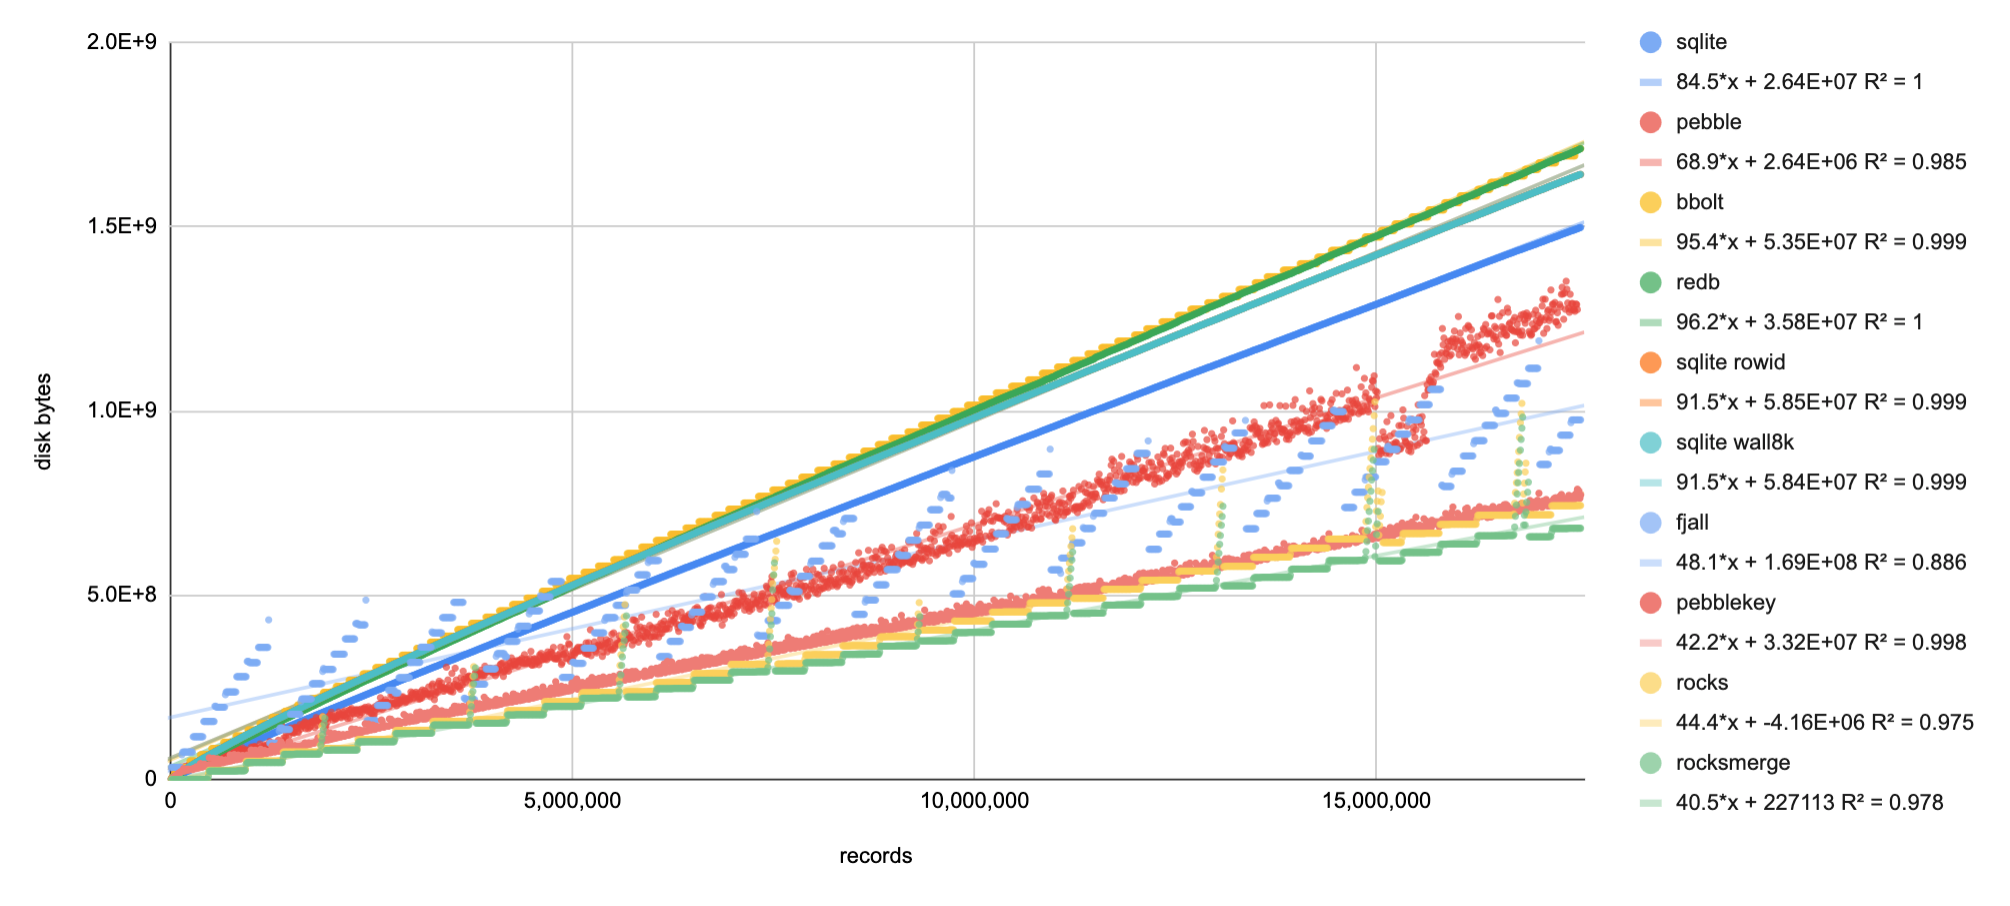 2.0E+9
1.5E+9
1.0E+9
5.0E+8
0
disk bytes
0
5,000,000
10,000,000
15,000,000
records
sqlite
84.5*x + 2.64E+07 R² = 1
pebble
68.9*x + 2.64E+06 R² = 0.985
bbolt
95.4*x + 5.35E+07 R² = 0.999
redb
96.2*x + 3.58E+07 R² = 1
sqlite rowid
91.5*x + 5.85E+07 R² = 0.999
sqlite wall8k
91.5*x + 5.84E+07 R² = 0.999
fjall
48.1*x + 1.69E+08 R² = 0.886
pebblekey
42.2*x + 3.32E+07 R² = 0.998
rocks
44.4*x + -4.16E+06 R² = 0.975
rocksmerge
40.5*x + 227113 R² = 0.978